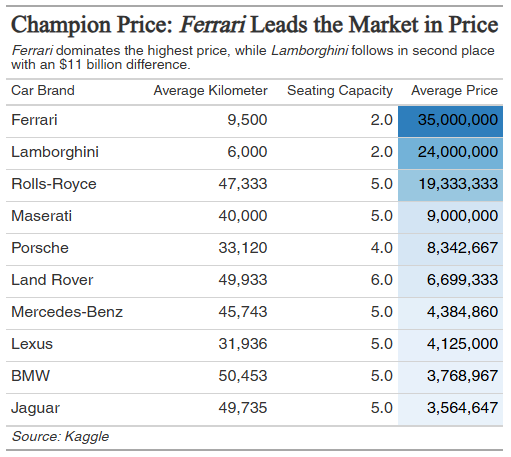 Champion Price: Ferrari Leads the Market in Price
Ferrari dominates the highest price, while Lamborghini follows in second place
with an $11 billion difference.
Car Brand Average Kilometer Seating Capacity Average Price
Ferrari 9,500 2.0 35,000,000
Lamborghini 6,000 2.0 24,000,000
Rolls-Royce 47,333 5.0 19,333,333
Maserati 40,000 5.0 9,000,000
Porsche 33,120 4.0 8,342,667
Land Rover 49,933 6.0 6,699,333
Mercedes-Benz 45,743 5.0 4,384,860
Lexus 31,936 5.0 4,125,000
BMW 50,453 5.0 3,768,967
Jaguar 49,735 5.0 3,564,647
Source: Kaggle